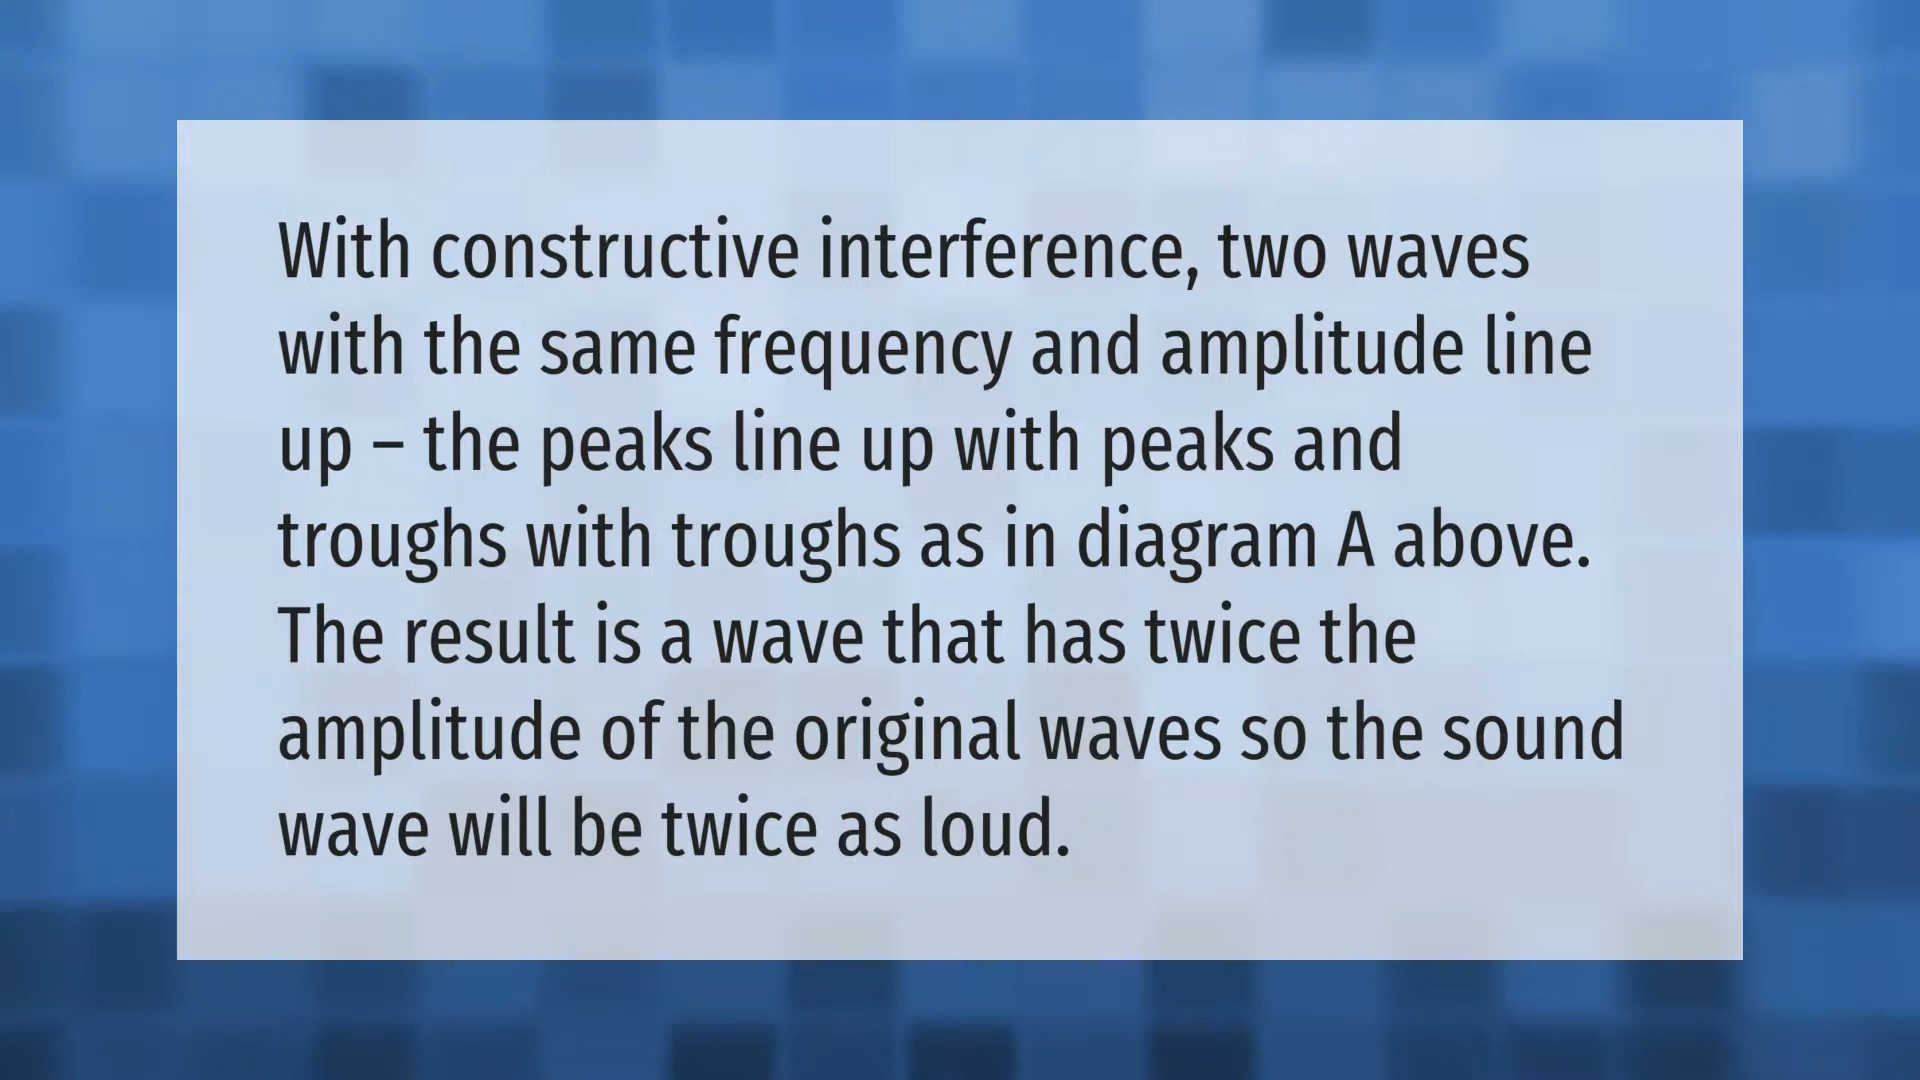 With constructive interference, two waves
with the same frequency and amplitude line
up – the peaks line up with peaks and
troughs with troughs as in diagram A above.
The result is a wave that has twice the
amplitude of the original waves so the sound
wave will be twice as loud.